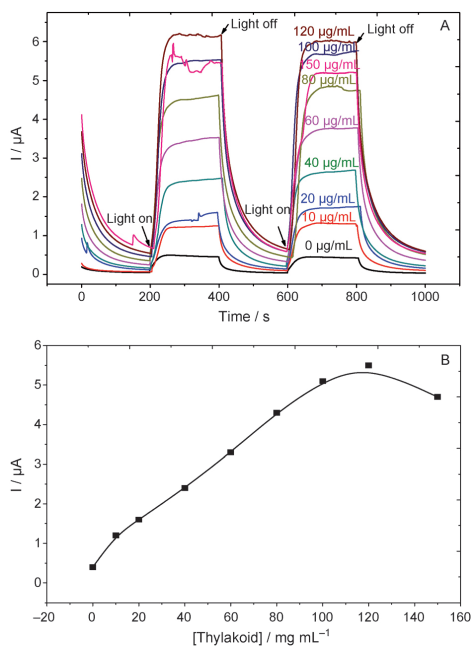 A
Light off
Light off
120 µg/mL
100 µg/mL
50 µg/mL
80 µg/mL
60 µg/mL
40 µg/mL
20 µg/mL
10 µg/mL
0 µg/mL
Light on
Light on
6
5
4
3
2
1
0
I / µA
0 200 400 600 800 1000
Time / s
B
6
5
4
3
2
1
0
I / µA
–20 0 20 40 60 80 100 120 140 160
[Thylakoid] / mg mL–1